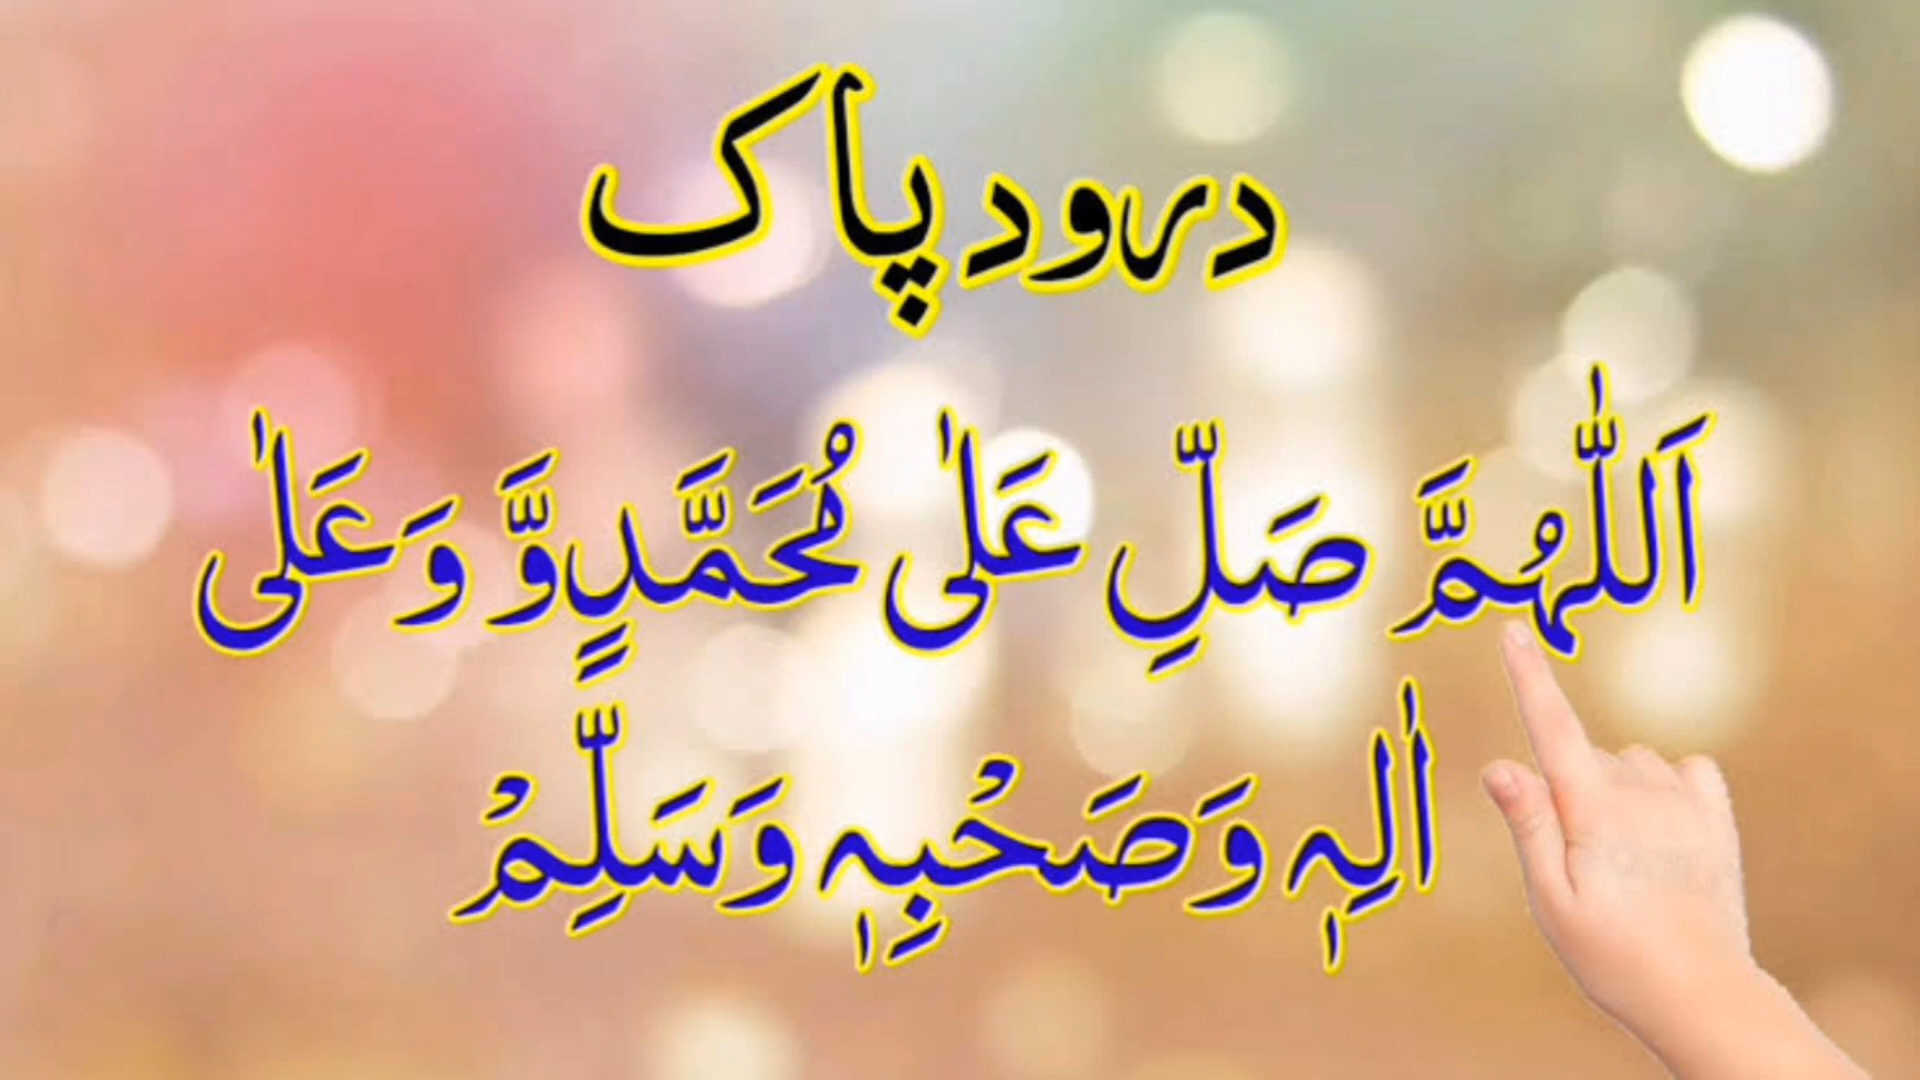 درود پاک
اَللّٰہُمَّ صَلِّ عَلٰی مُحَمَّدٍوَّ وَعَلٰی
اٰلِہٖ وَصَحْبِہٖ وَسَلِّمْ